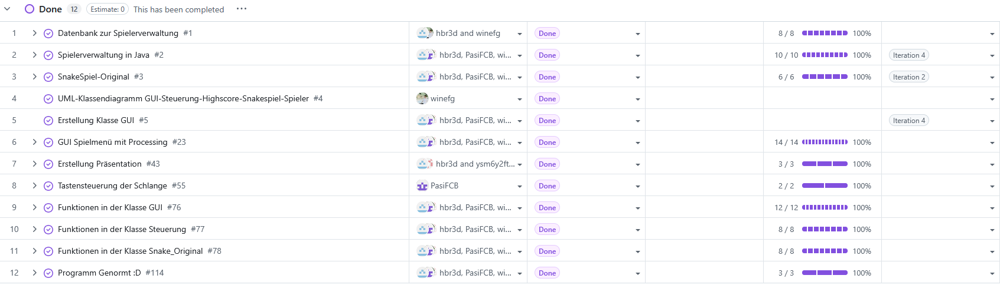 Done 12 Estimate: 0 This has been completed ...
1 Datenbank zur Spielerverwaltung #1 hbr3d and winefg Done 8 / 8 100%
2 Spielerverwaltung in Java #2 hbr3d, PasiFCB, wi... Done 10 / 10 100% Iteration 4
3 SnakeSpiel-Original #3 hbr3d, PasiFCB, wi... Done 6 / 6 100% Iteration 2
4 UML-Klassendiagramm GUI-Steuerung-Highscore-Snakespiel-Spieler #4 winefg Done
5 Erstellung Klasse GUI #5 hbr3d, PasiFCB, wi... Done Iteration 4
6 GUI Spielmenü mit Processing #23 hbr3d, PasiFCB, wi... Done 14 / 14 100%
7 Erstellung Präsentation #43 hbr3d and ysm6y2ft... Done 3 / 3 100%
8 Tastensteuerung der Schlange #55 PasiFCB Done 2 / 2 100%
9 Funktionen in der Klasse GUI #76 hbr3d, PasiFCB, wi... Done 12 / 12 100%
10 Funktionen in der Klasse Steuerung #77 hbr3d, PasiFCB, wi... Done 8 / 8 100%
11 Funktionen in der Klasse Snake_Original #78 hbr3d, PasiFCB, wi... Done 8 / 8 100%
12 Programm Genormt :D #114 hbr3d, PasiFCB, wi... Done 3 / 3 100%